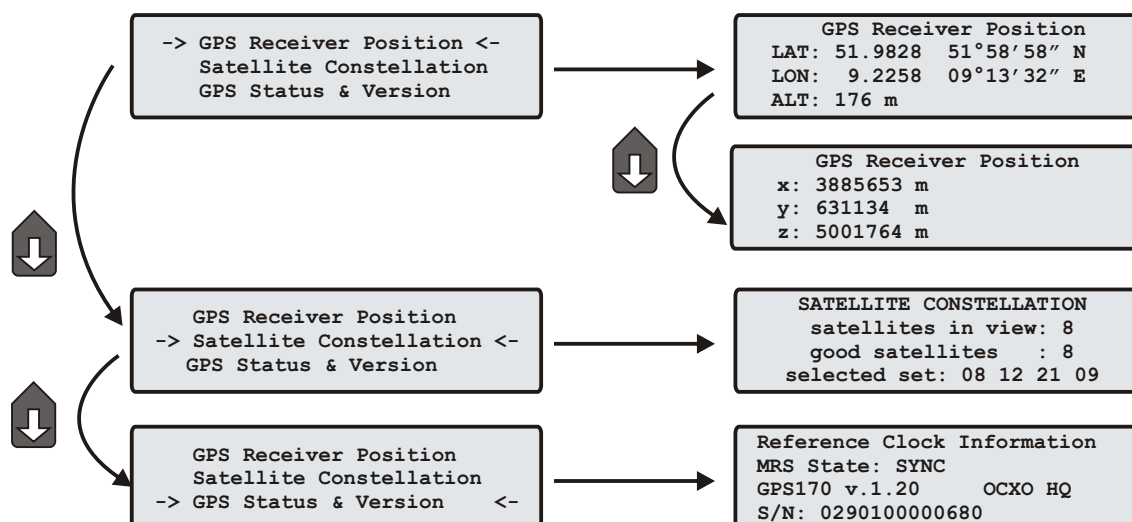 -> GPS Receiver Position <-
Satellite Constellation
GPS Status & Version
GPS Receiver Position
LAT: 51.9828 51°58′58″ N
LON: 9.2258 09°13′32″ E
ALT: 176 m
GPS Receiver Position
x: 3885653 m
y: 631134 m
z: 5001764 m
GPS Receiver Position
-> Satellite Constellation <-
GPS Status & Version
SATELLITE CONSTELLATION
satellites in view: 8
good satellites : 8
selected set: 08 12 21 09
GPS Receiver Position
Satellite Constellation
-> GPS Status & Version <-
Reference Clock Information
MRS State: SYNC
GPS170 v.1.20 OCXO HQ
S/N: 0290100000680